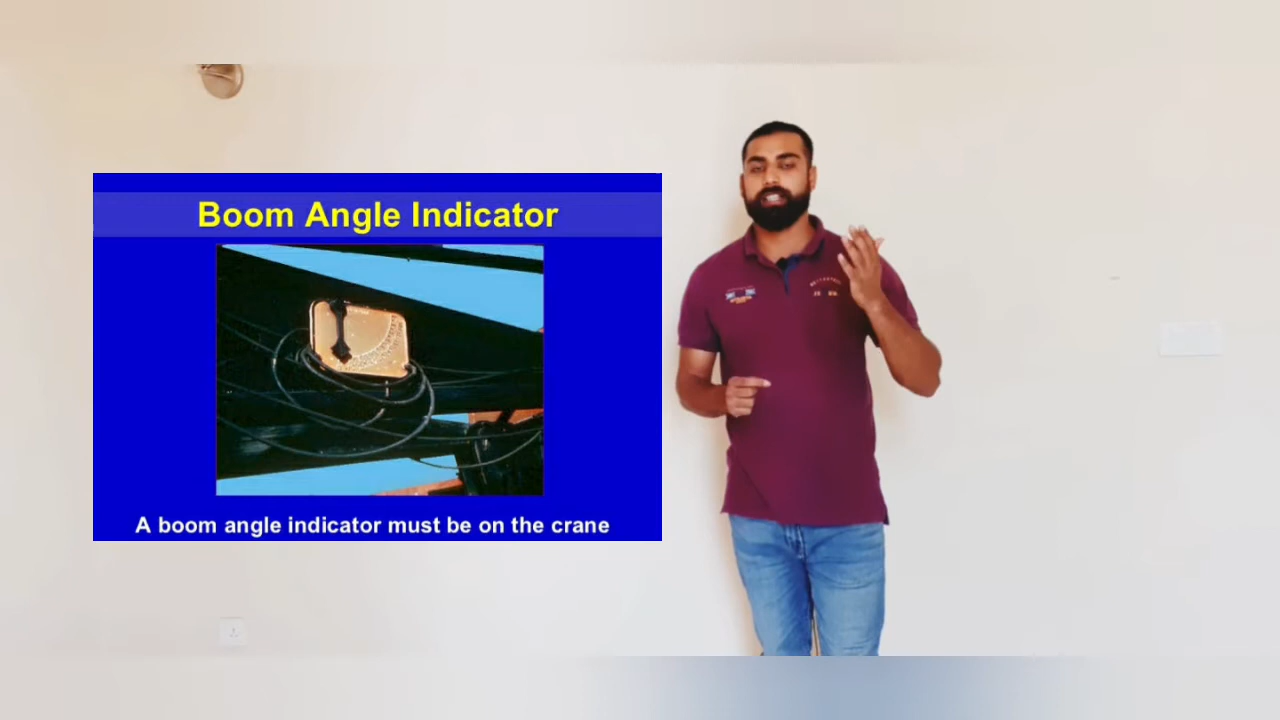 Boom Angle Indicator
A boom angle indicator must be on the crane